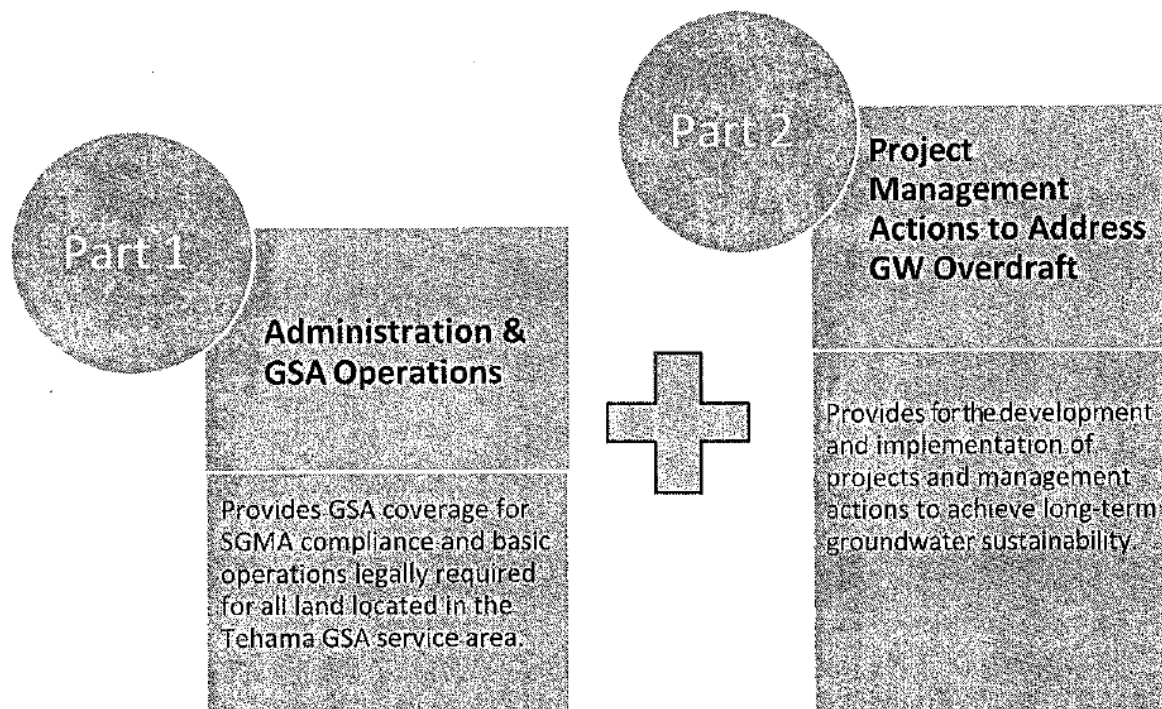 Part 1
Administration &
GSA Operations
Provides GSA coverage for
SGMA compliance and basic
operations legally required
for all land located in the
Tehama GSA service area.
Part 2
Project
Management
Actions to Address
GW Overdraft
Provides for the development
and implementation of
projects and management
actions to achieve long-term
groundwater sustainability.